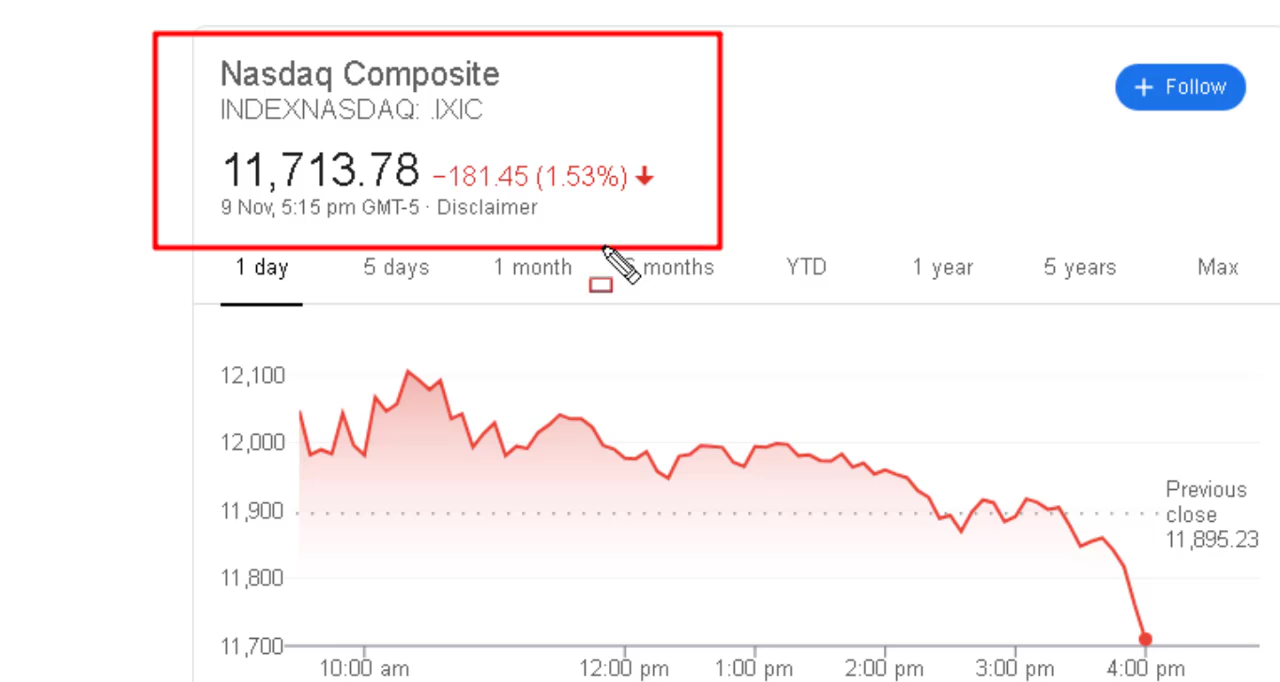 Nasdaq Composite
INDEXNASDAQ: .IXIC
+ Follow
11,713.78 −181.45 (1.53%)
9 Nov, 5:15 pm GMT-5 · Disclaimer
1 day 5 days 1 month months YTD 1 year 5 years Max
12,100
12,000
11,900
11,800
11,700
Previous
close
11,895.23
10:00 am 12:00 pm 1:00 pm 2:00 pm 3:00 pm 4:00 pm